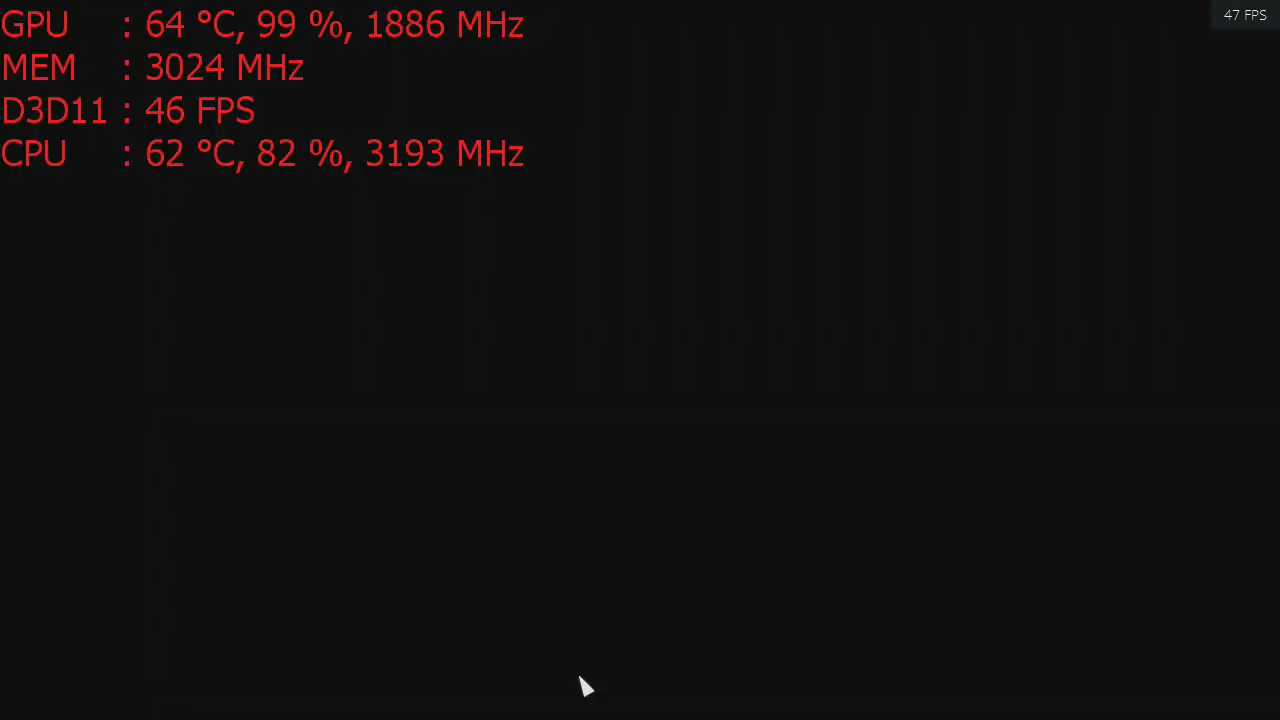 GPU : 64 °C, 99 %, 1886 MHz
47 FPS
MEM : 3024 MHz
D3D11 : 46 FPS
CPU : 62 °C, 82 %, 3193 MHz